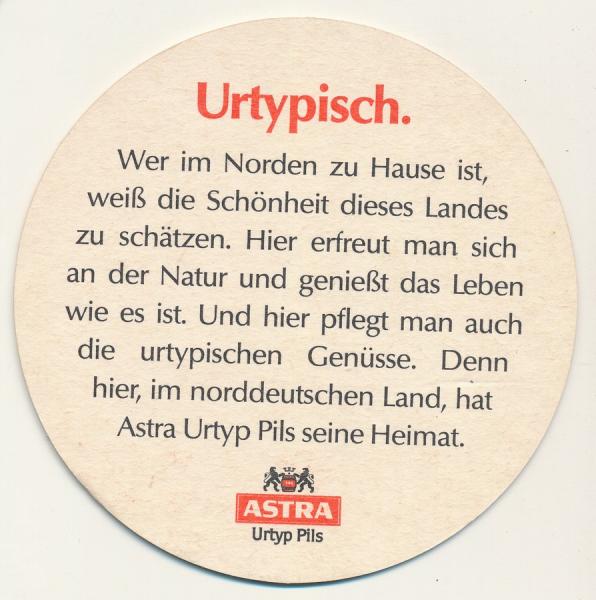 Urtypisch.
Wer im Norden zu Hause ist,
weiß die Schönheit dieses Landes
zu schätzen. Hier erfreut man sich
an der Natur und genießt das Leben
wie es ist. Und hier pflegt man auch
die urtypischen Genüsse. Denn
hier, im norddeutschen Land, hat
Astra Urtyp Pils seine Heimat.
ASTRA
Urtyp Pils